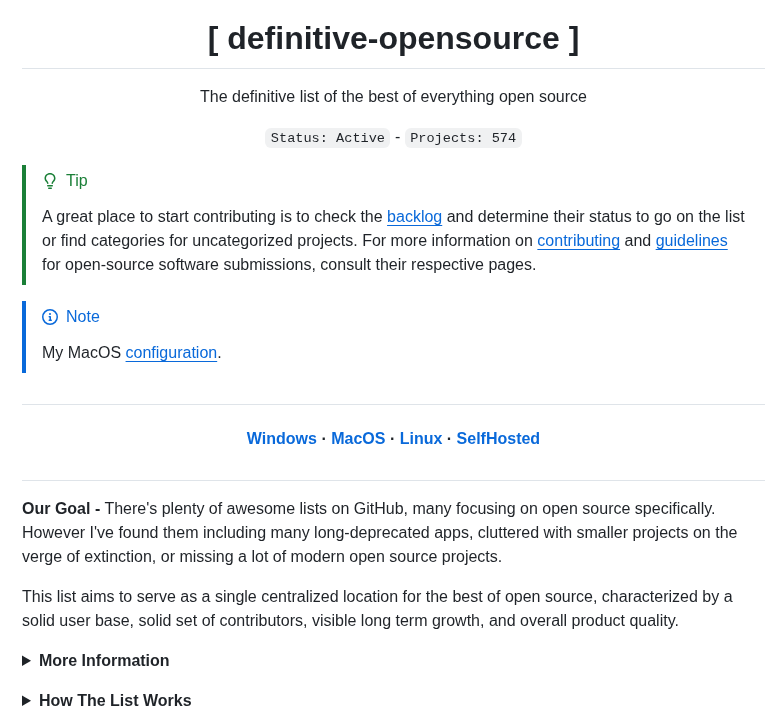 [ definitive-opensource ]
The definitive list of the best of everything open source
Status: Active - Projects: 574
Tip
A great place to start contributing is to check the backlog and determine their status to go on the list
or find categories for uncategorized projects. For more information on contributing and guidelines
for open-source software submissions, consult their respective pages.
Note
My MacOS configuration.
Windows · MacOS · Linux · SelfHosted
Our Goal - There's plenty of awesome lists on GitHub, many focusing on open source specifically.
However I've found them including many long-deprecated apps, cluttered with smaller projects on the
verge of extinction, or missing a lot of modern open source projects.
This list aims to serve as a single centralized location for the best of open source, characterized by a
solid user base, solid set of contributors, visible long term growth, and overall product quality.
More Information
How The List Works